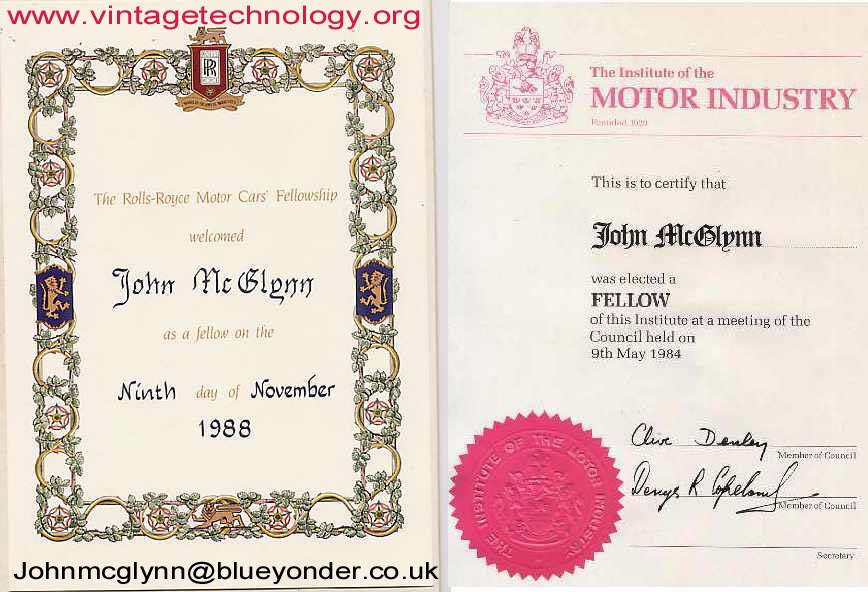 www.vintagetechnology.org
RR
The Rolls-Royce Motor Cars' Fellowship
welcomed
John McGlynn
as a fellow on the
Ninth day of November
1988
Johnmcglynn@blueyonder.co.uk
The Institute of the
MOTOR INDUSTRY
Founded 1920
This is to certify that
John McGlynn
was elected a
FELLOW
of this Institute at a meeting of the
Council held on
9th May 1984
Member of Council
Denys R Copeland
Member of Council
Secretary
THE INSTITUTE OF THE MOTOR INDUSTRY